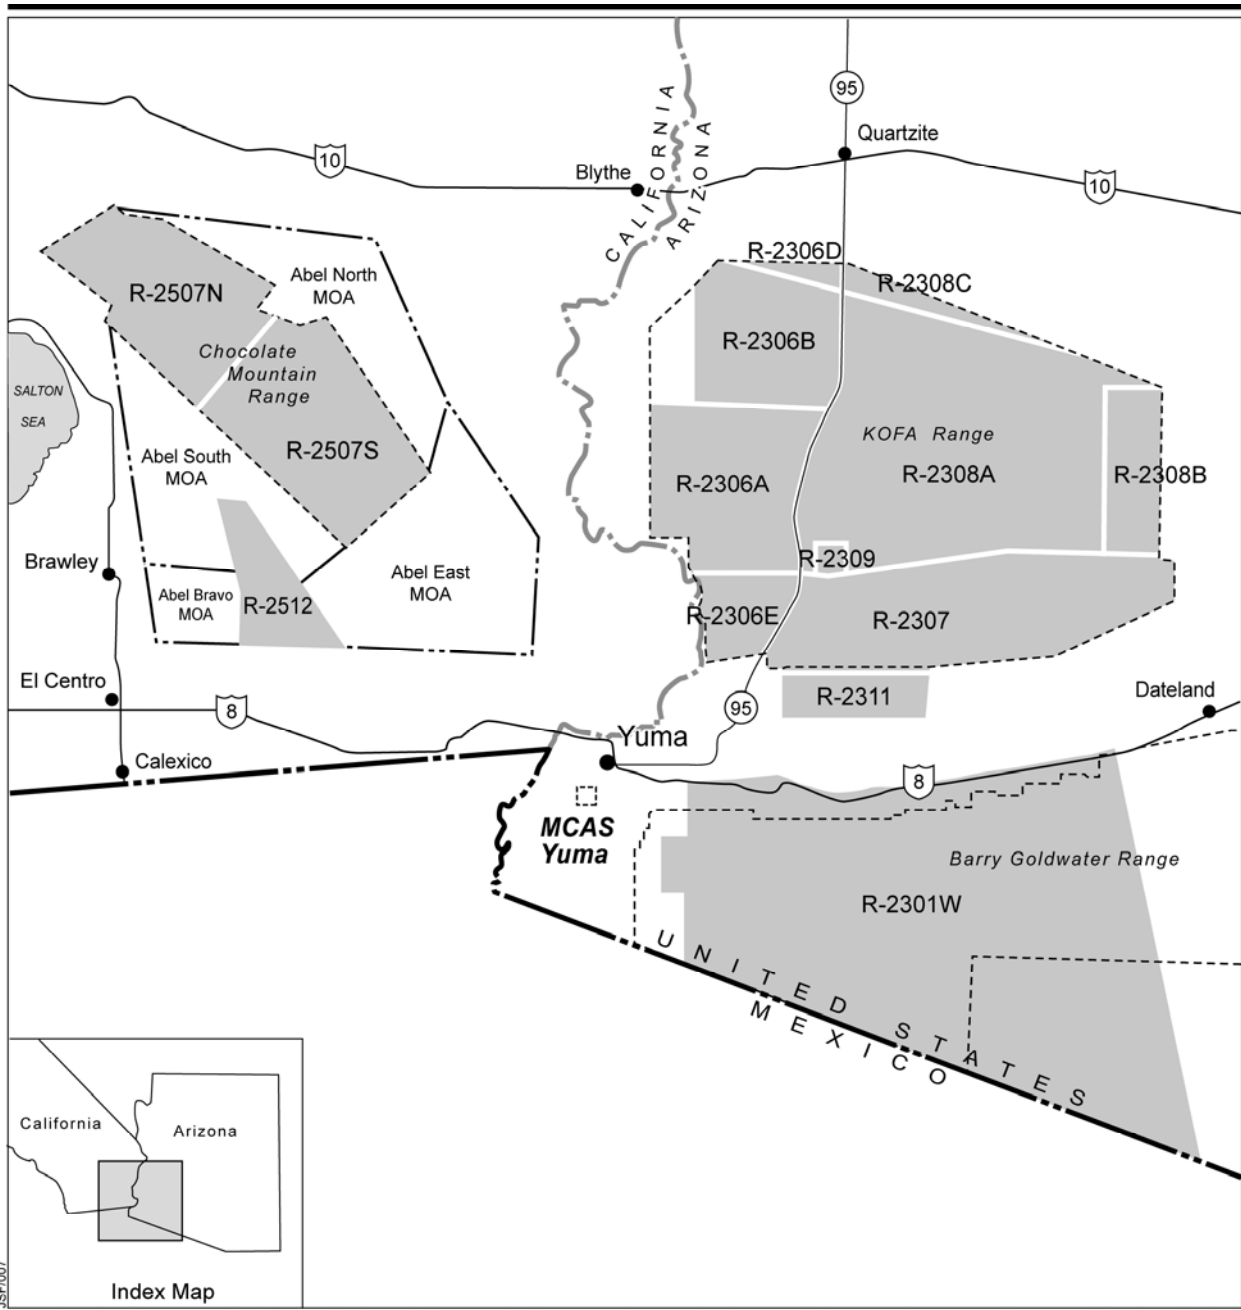 95
Quartzite
CALIFORNIA
ARIZONA
10
Blythe
10
R-2306D
R-2308C
Abel North
MOA
R-2507N
R-2306B
Chocolate
Mountain
Range
SALTON
SEA
KOFA Range
R-2507S
Abel South
MOA
R-2306A
R-2308A
R-2308B
Brawley
R-2309
Abel East
MOA
Abel Bravo
MOA
R-2512
R-2306E
R-2307
El Centro
R-2311
Dateland
8
95
Yuma
Calexico
8
MCAS
Yuma
Barry Goldwater Range
R-2301W
UNITED STATES
MEXICO
California
Arizona
Index Map